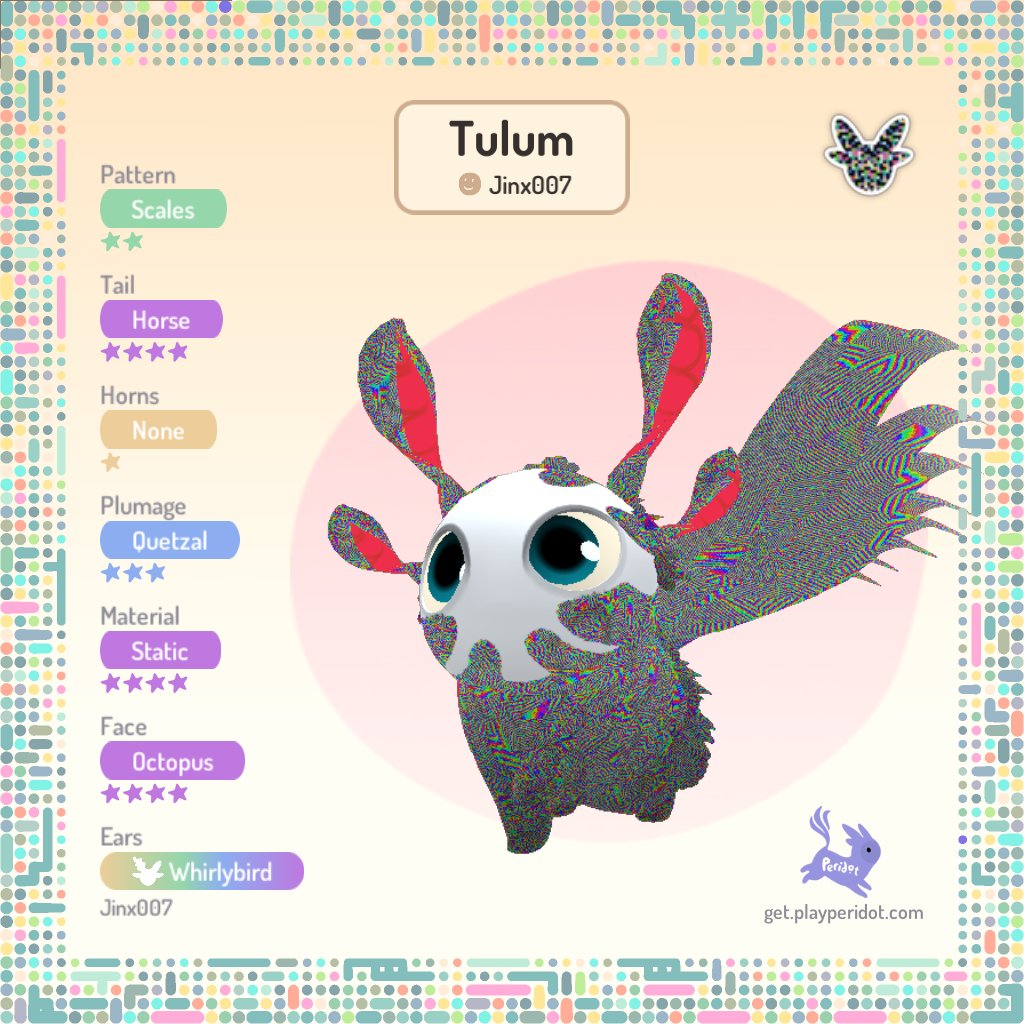 Tulum
Jinx007
Pattern
Scales
Tail
Horse
Horns
None
Plumage
Quetzal
Material
Static
Face
Octopus
Ears
Whirlybird
Jinx007
Peridot
get.playperidot.com